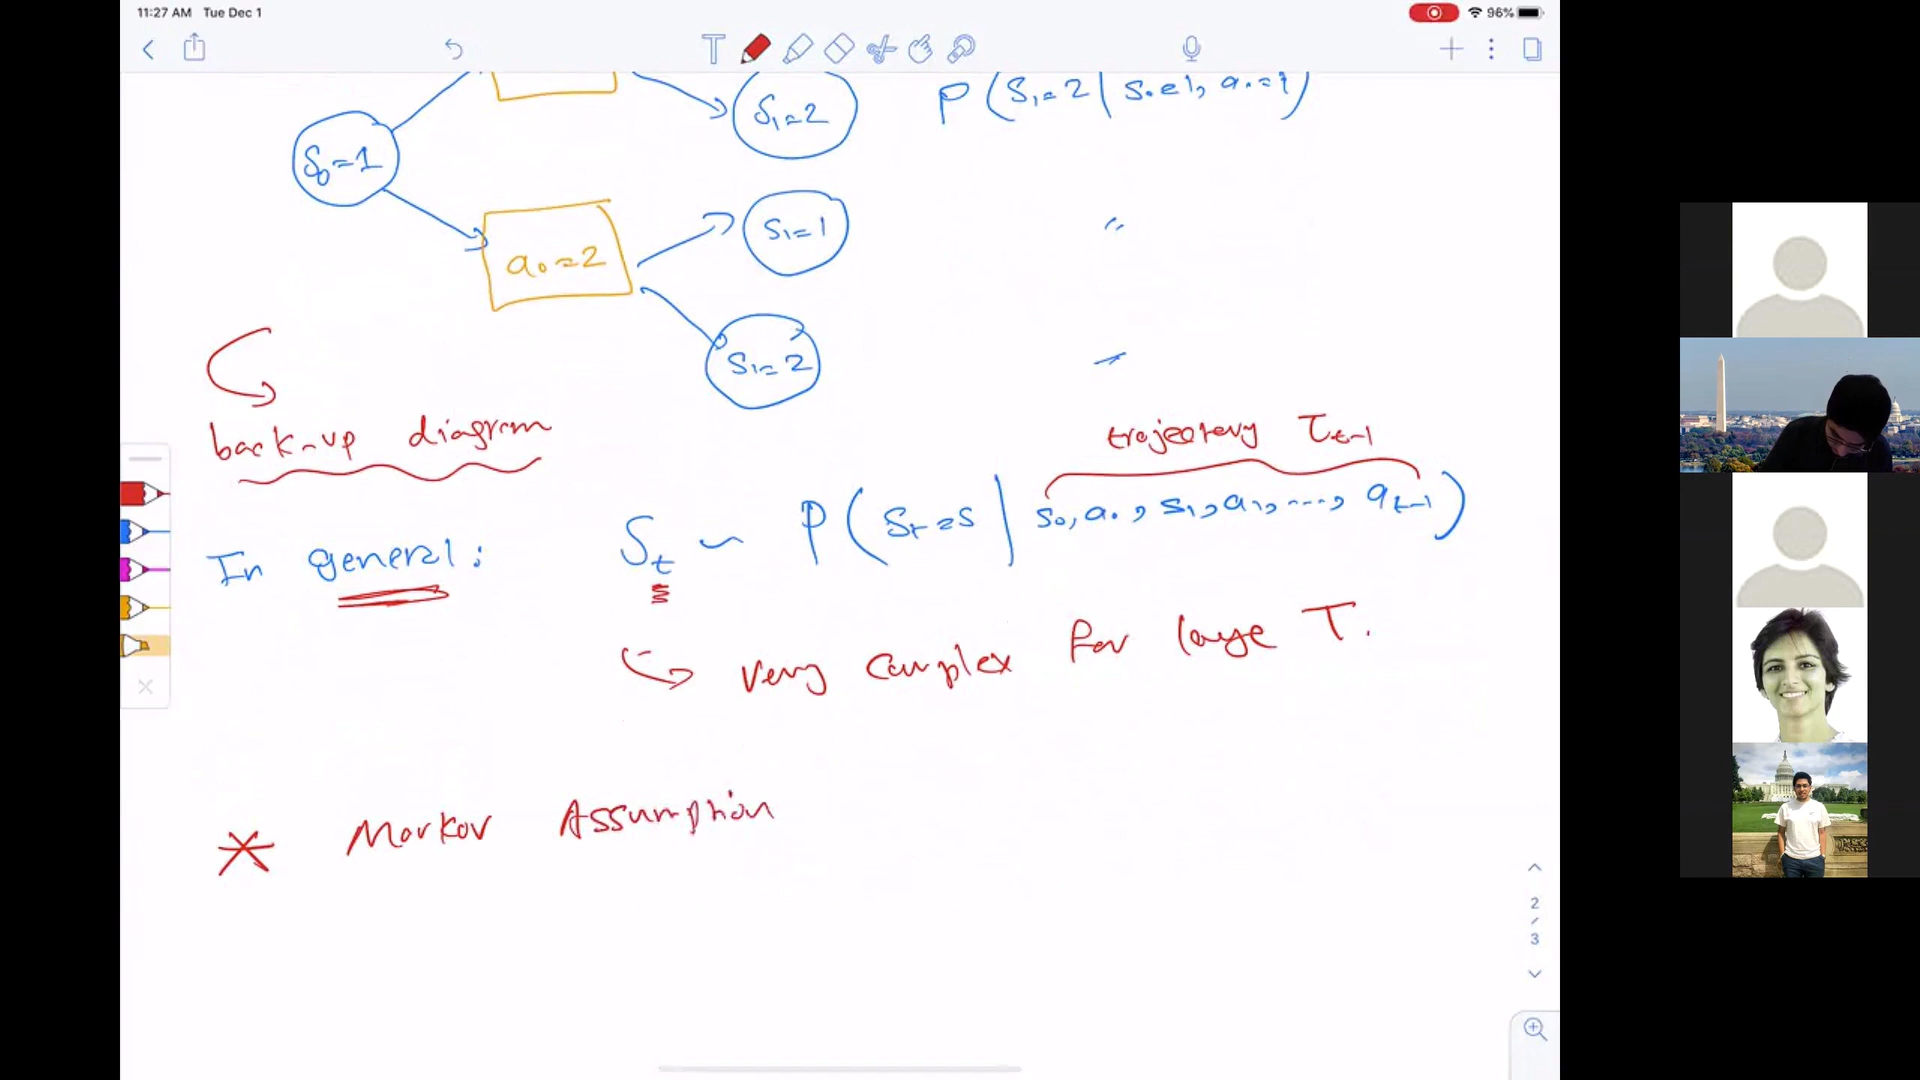 11:27 AM Tue Dec 1
96%
T
P(S₁=2 | S₀=1, a₀=1)
S₁=2
S₀=1
S₁=1
a₀=2
S₁=2
trajectory τ_{t-1}
back-up diagram
S_t ~ P(S_t=s | s₀, a₀, s₁, a₁, ..., a_{t-1})
In general:
very complex for large T.
* Markov Assumption
2
/
3